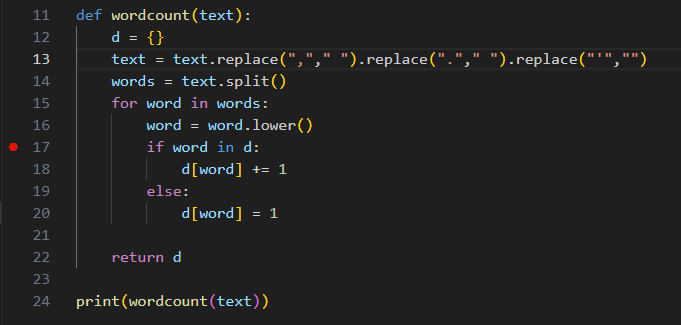 11 def wordcount(text):
12     d = {}
13     text = text.replace(","," ").replace("."," ").replace("'","")
14     words = text.split()
15     for word in words:
16         word = word.lower()
17         if word in d:
18             d[word] += 1
19         else:
20             d[word] = 1
21
22     return d
23
24 print(wordcount(text))